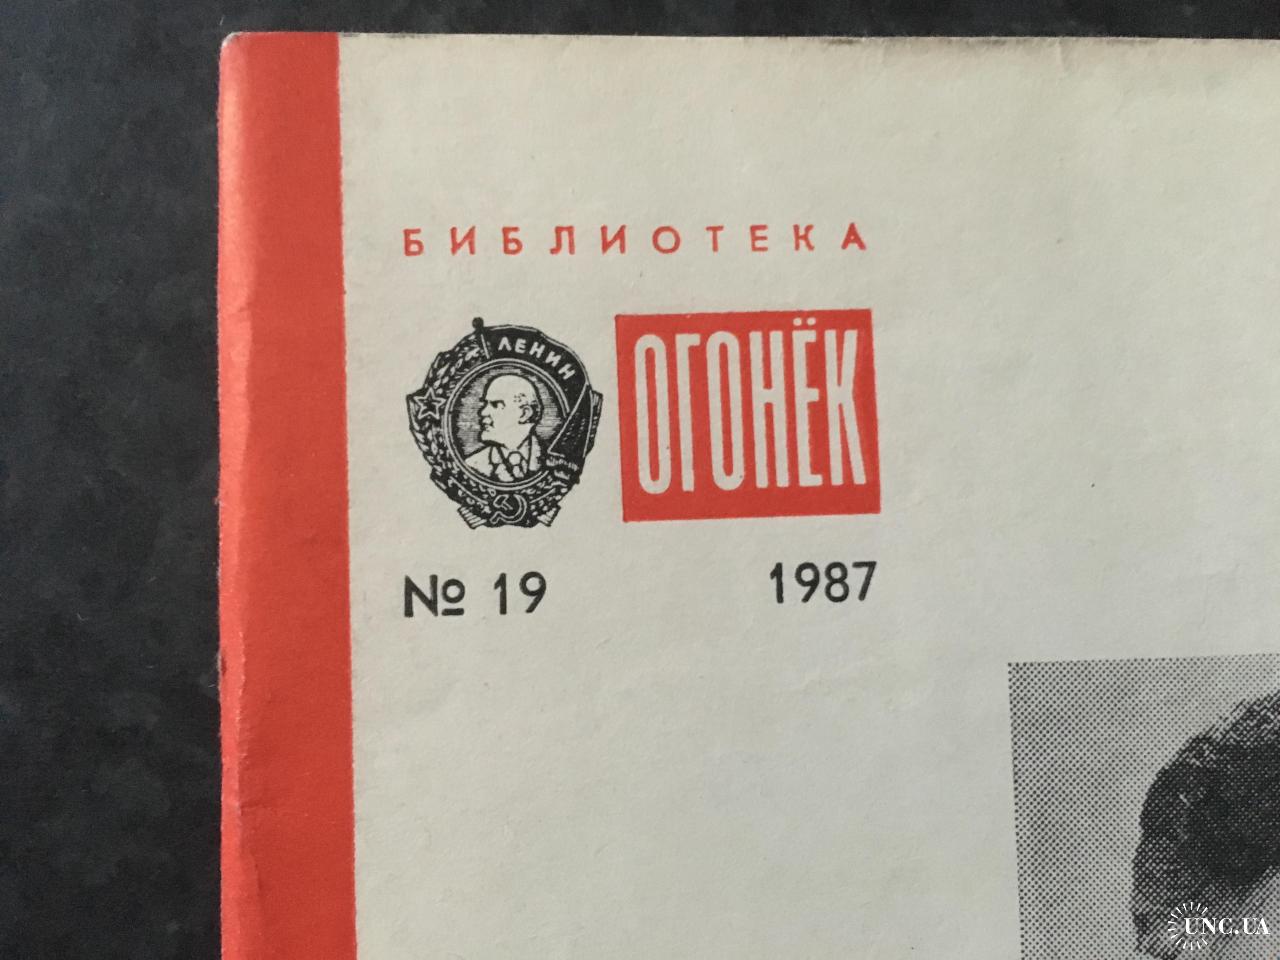 БИБЛИОТЕКА
ЛЕНИН
ОГОНЁК
№ 19 1987
UNC.UA